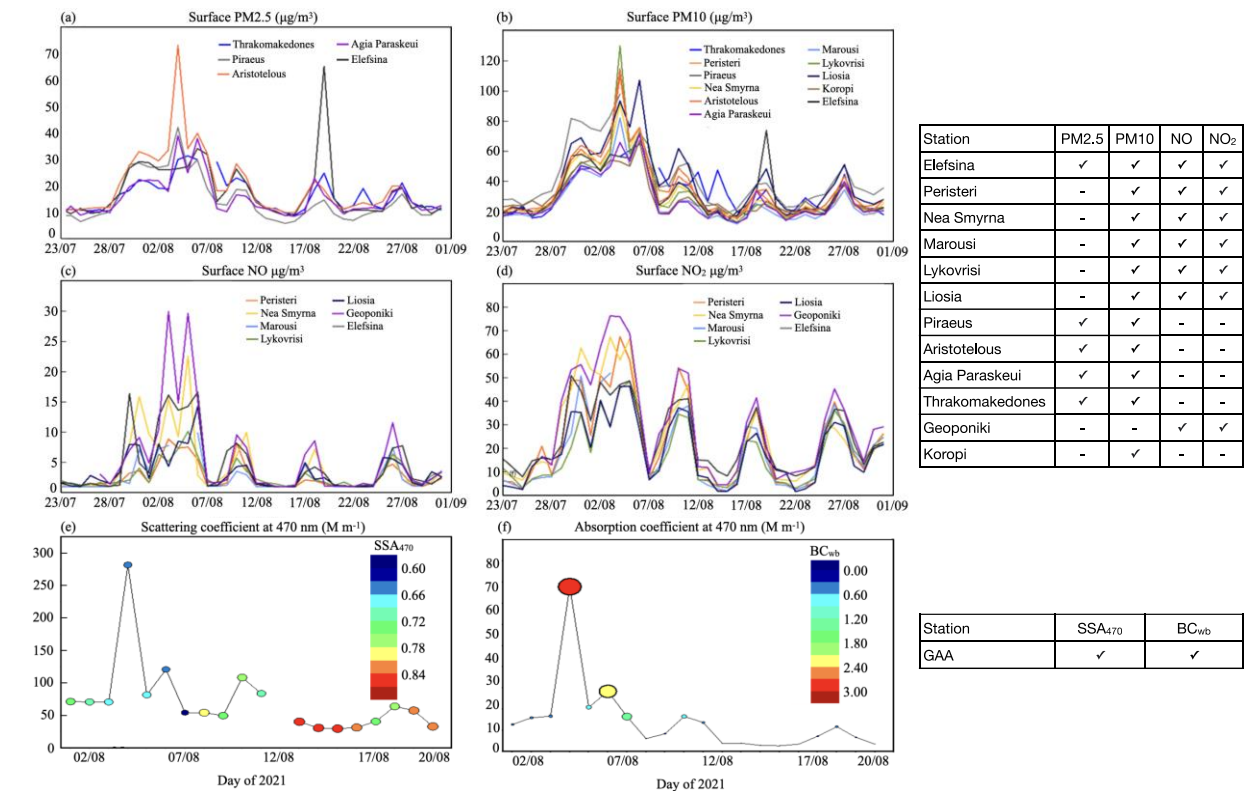 (a) Surface PM2.5 (µg/m³)
70
60
50
40
30
20
10
0
Thrakomakedones
Piraeus
Aristotelous
Agia Paraskeui
Elefsina
23/07 28/07 02/08 07/08 12/08 18/08 22/08 27/08 01/09
(b) Surface PM10 (µg/m³)
120
100
80
60
40
20
0
Thrakomakedones
Peristeri
Piraeus
Nea Smyrna
Aristotelous
Agia Paraskeui
Marousi
Lykovrisi
Liosia
Koropi
Elefsina
23/07 28/07 02/08 07/08 12/08 18/08 22/08 27/08 01/09
(c) Surface NO µg/m³
30
25
20
15
10
5
0
Peristeri
Nea Smyrna
Marousi
Lykovrisi
Liosia
Geoponiki
Elefsina
23/07 28/07 02/08 07/08 12/08 17/08 22/08 27/08 01/09
(d) Surface NO₂ µg/m³
80
70
60
50
40
30
20
10
0
Peristeri
Nea Smyrna
Marousi
Lykovrisi
Liosia
Geoponiki
Elefsina
23/07 28/07 02/08 07/08 12/08 17/08 22/08 27/08 01/09
(e) Scattering coefficient at 470 nm (M m⁻¹)
300
250
200
150
100
50
0
SSA₄₇₀
0.60
0.66
0.72
0.78
0.84
02/08 07/08 17/08 20/08
Day of 2021
(f) Absorption coefficient at 470 nm (M m⁻¹)
80
70
60
50
40
30
20
10
0
BCwb
0.00
0.60
1.20
1.80
2.40
3.00
02/08 07/08 12/08 17/08 20/08
Day of 2021
Station PM2.5 PM10 NO NO₂
Elefsina ✓ ✓ ✓ ✓
Peristeri - ✓ ✓ ✓
Nea Smyrna - ✓ ✓ ✓
Marousi - ✓ ✓ ✓
Lykovrisi - ✓ ✓ ✓
Liosia - ✓ ✓ ✓
Piraeus ✓ ✓ - -
Aristotelous ✓ ✓ - -
Agia Paraskeui ✓ ✓ - -
Thrakomakedones ✓ ✓ - -
Geoponiki - - ✓ ✓
Koropi - ✓ - -
Station SSA₄₇₀ BCwb
GAA ✓ ✓